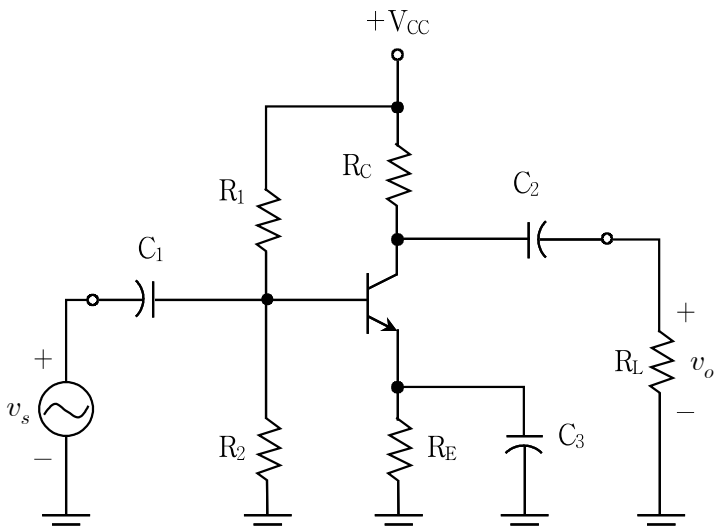 +V_CC
R_C
C_2
R_1
C_1
+
+
R_L
v_o
v_s
−
R_2
R_E
C_3
−